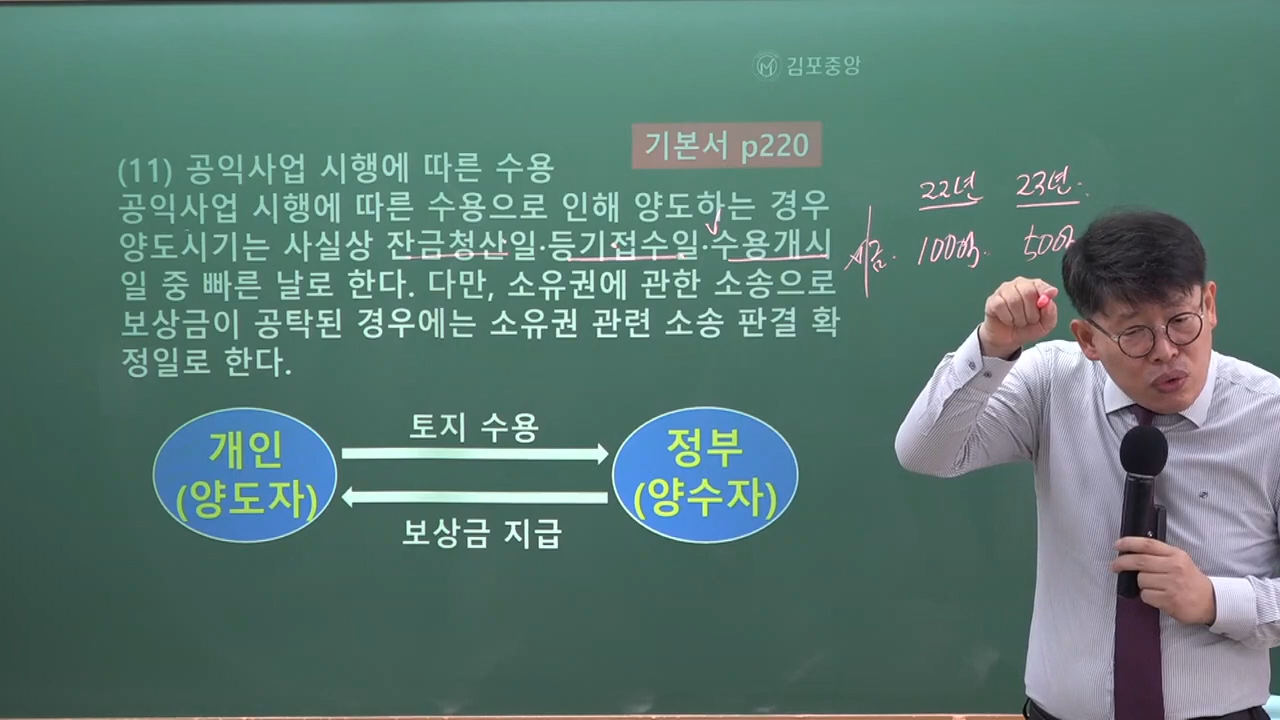 김포중앙
기본서 p220
(11) 공익사업 시행에 따른 수용
공익사업 시행에 따른 수용으로 인해 양도하는 경우
양도시기는 사실상 잔금청산일·등기접수일·수용개시
일 중 빠른 날로 한다. 다만, 소유권에 관한 소송으로
보상금이 공탁된 경우에는 소유권 관련 소송 판결 확
정일로 한다.
22년 23년
세금 100억
개인
(양도자)
토지 수용
보상금 지급
정부
(양수자)